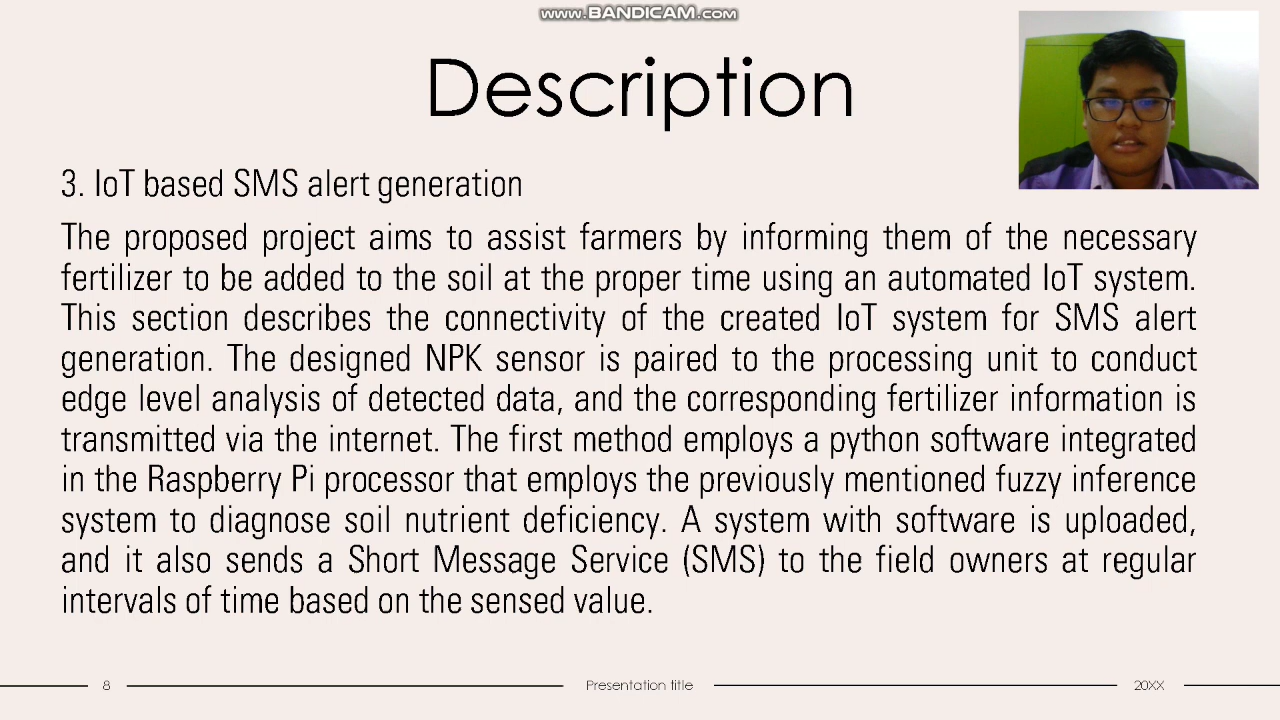 www.BANDICAM.com
Description
3. IoT based SMS alert generation
The proposed project aims to assist farmers by informing them of the necessary
fertilizer to be added to the soil at the proper time using an automated IoT system.
This section describes the connectivity of the created IoT system for SMS alert
generation. The designed NPK sensor is paired to the processing unit to conduct
edge level analysis of detected data, and the corresponding fertilizer information is
transmitted via the internet. The first method employs a python software integrated
in the Raspberry Pi processor that employs the previously mentioned fuzzy inference
system to diagnose soil nutrient deficiency. A system with software is uploaded,
and it also sends a Short Message Service (SMS) to the field owners at regular
intervals of time based on the sensed value.
8 Presentation title 20XX